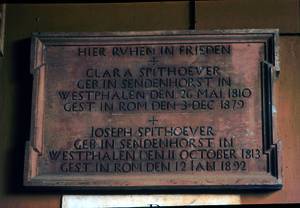 HIER RUHEN IN FRIEDEN
+
CLARA SPITHOEVER
GEB IN SENDENHORST IN
WESTPHALEN DEN 26 MAI 1810
GEST IN ROM DEN 3 DEC 1879
+
JOSEPH SPITHOEVER
GEB IN SENDENHORST IN
WESTPHALEN DEN 11 OCTOBER 1813
GEST IN ROM DEN 12 JAN 1892